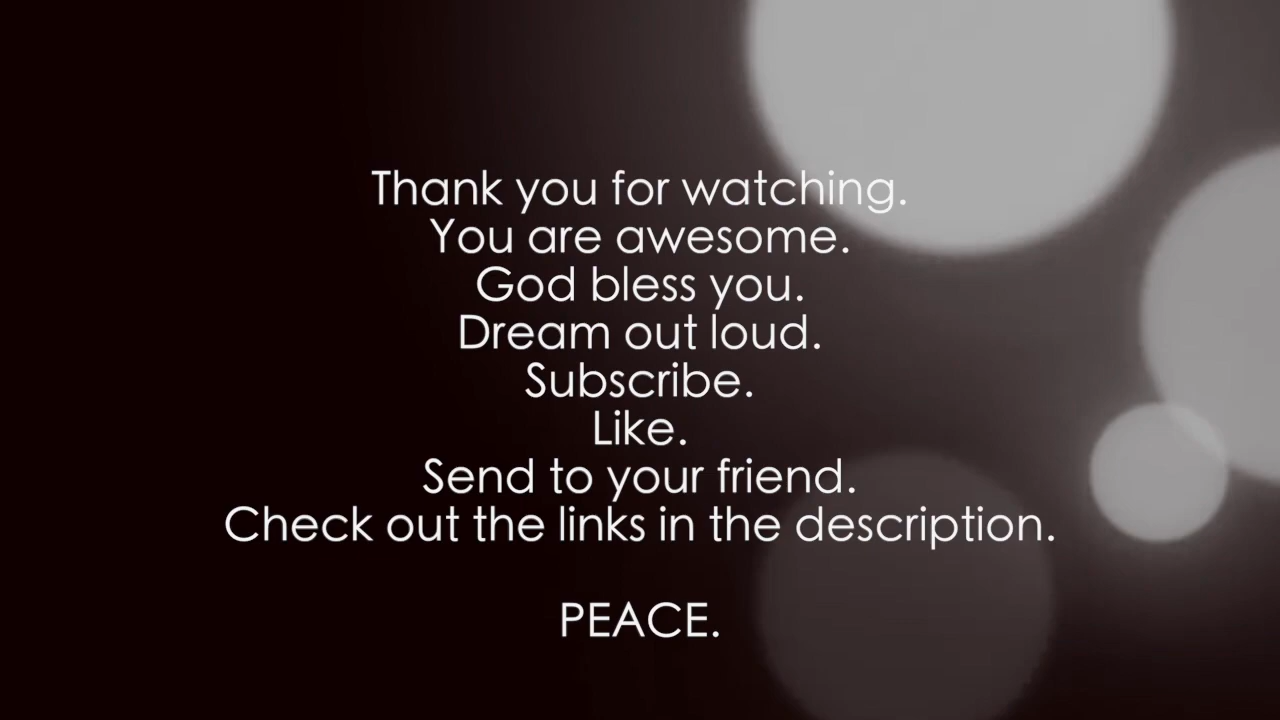 Thank you for watching.
You are awesome.
God bless you.
Dream out loud.
Subscribe.
Like.
Send to your friend.
Check out the links in the description.
PEACE.